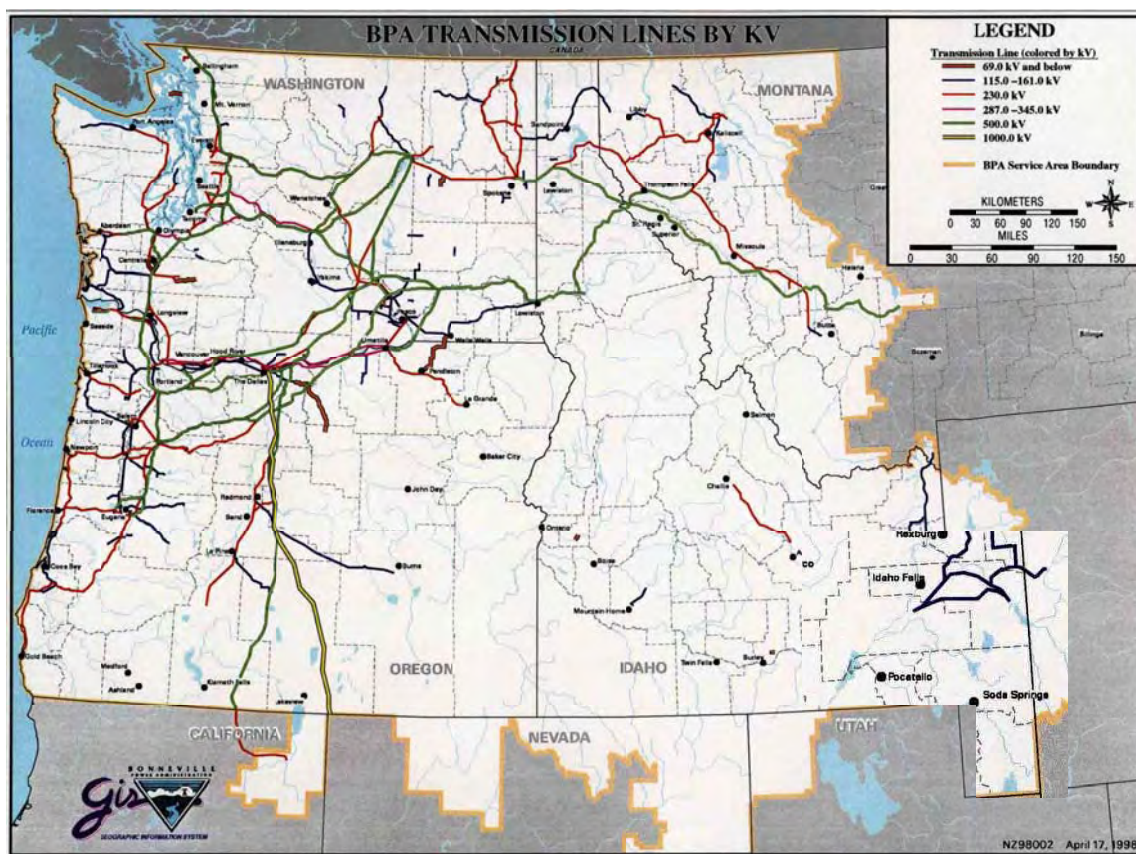 BPA TRANSMISSION LINES BY KV
CANADA
LEGEND
Transmission Line (colored by kV)
69.0 kV and below
115.0 -161.0 kV
230.0 kV
287.0 -345.0 kV
500.0 kV
1000.0 kV
BPA Service Area Boundary
N
W E
S
KILOMETERS
0 30 60 90 120 150
MILES
0 30 60 90 120 150
WASHINGTON
MONTANA
Bellingham
Mt. Vernon
Port Angeles
Everett
Seattle
Wenatchee
Spokane
Sandpoint
Libby
Kalispell
Thompson Falls
Lewiston
St. Regis
Superior
Missoula
Helena
Butte
Bozeman
Billings
Aberdeen
Olympia
Centralia
Ellensburg
Yakima
Longview
Seaside
Pacific
Vancouver
Hood River
Umatilla
Walla Walla
Lewiston
Tillamook
Portland
The Dalles
Pendleton
La Grande
Lincoln City
Salem
Ocean
Newport
Baker City
Salmon
Redmond
John Day
Challis
Florence
Eugene
Bend
Ontario
Rexburg
La Pine
Burns
Boise
A
CO
Idaho Falls
Coos Bay
Mountain Home
Gold Beach
Medford
Ashland
Klamath Falls
Lakeview
OREGON
IDAHO
Twin Falls
Burley
Pocatello
Soda Springs
CALIFORNIA
NEVADA
UTAH
BONNEVILLE
POWER ADMINISTRATION
gis
GEOGRAPHIC INFORMATION SYSTEM
NZ98002 April 17, 1998